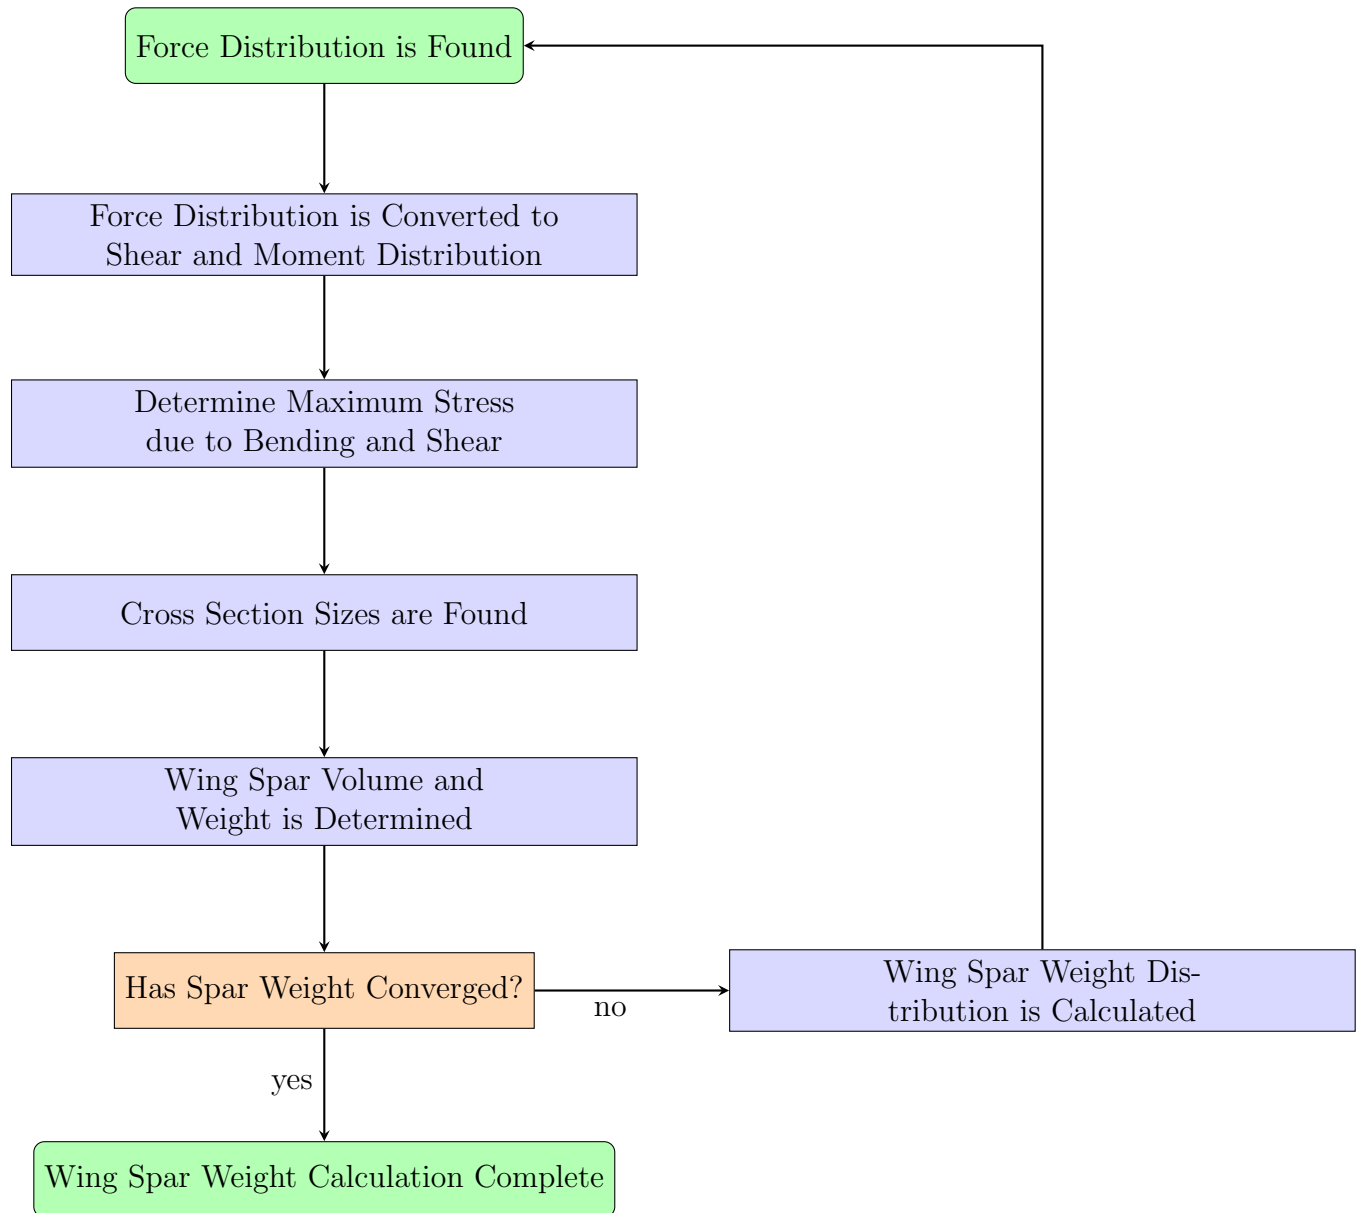 Force Distribution is Found
Force Distribution is Converted to
Shear and Moment Distribution
Determine Maximum Stress
due to Bending and Shear
Cross Section Sizes are Found
Wing Spar Volume and
Weight is Determined
Has Spar Weight Converged?
no
Wing Spar Weight Dis-
tribution is Calculated
yes
Wing Spar Weight Calculation Complete